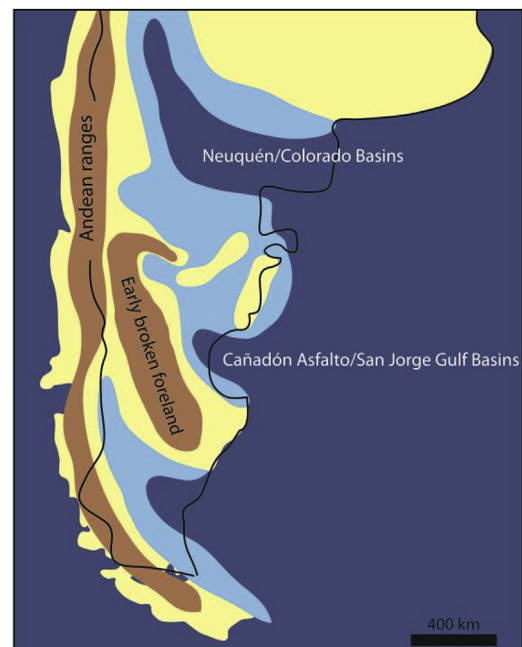 Neuquén/Colorado Basins
Andean ranges
Early broken foreland
Cañadón Asfalto/San Jorge Gulf Basins
400 km